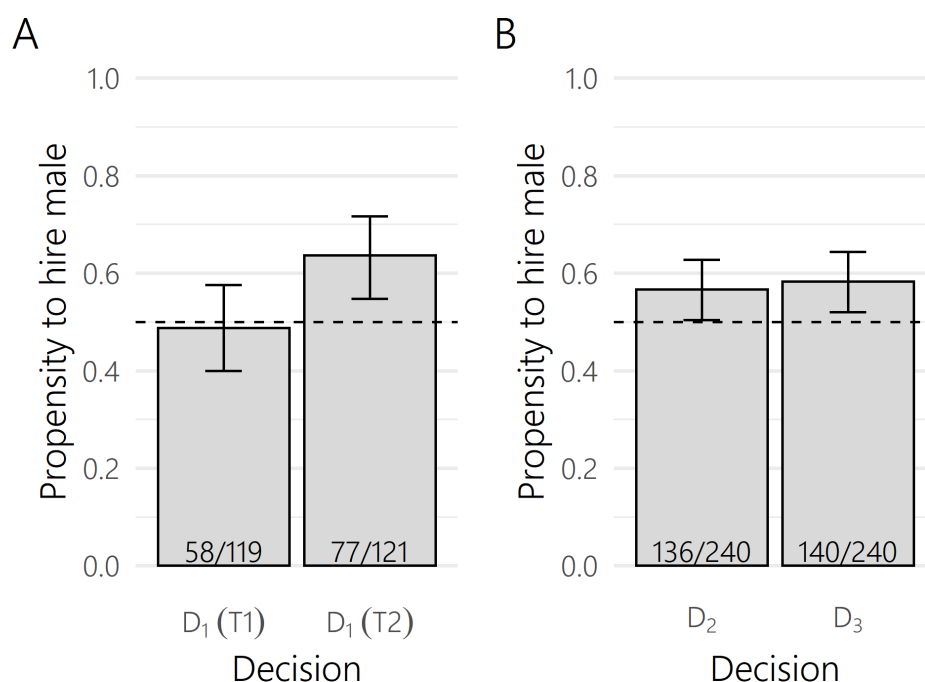 A
Propensity to hire male
1.0
0.8
0.6
0.4
0.2
0.0
58/119
77/121
D₁ (T1)
D₁ (T2)
Decision
B
Propensity to hire male
1.0
0.8
0.6
0.4
0.2
0.0
136/240
140/240
D₂
D₃
Decision